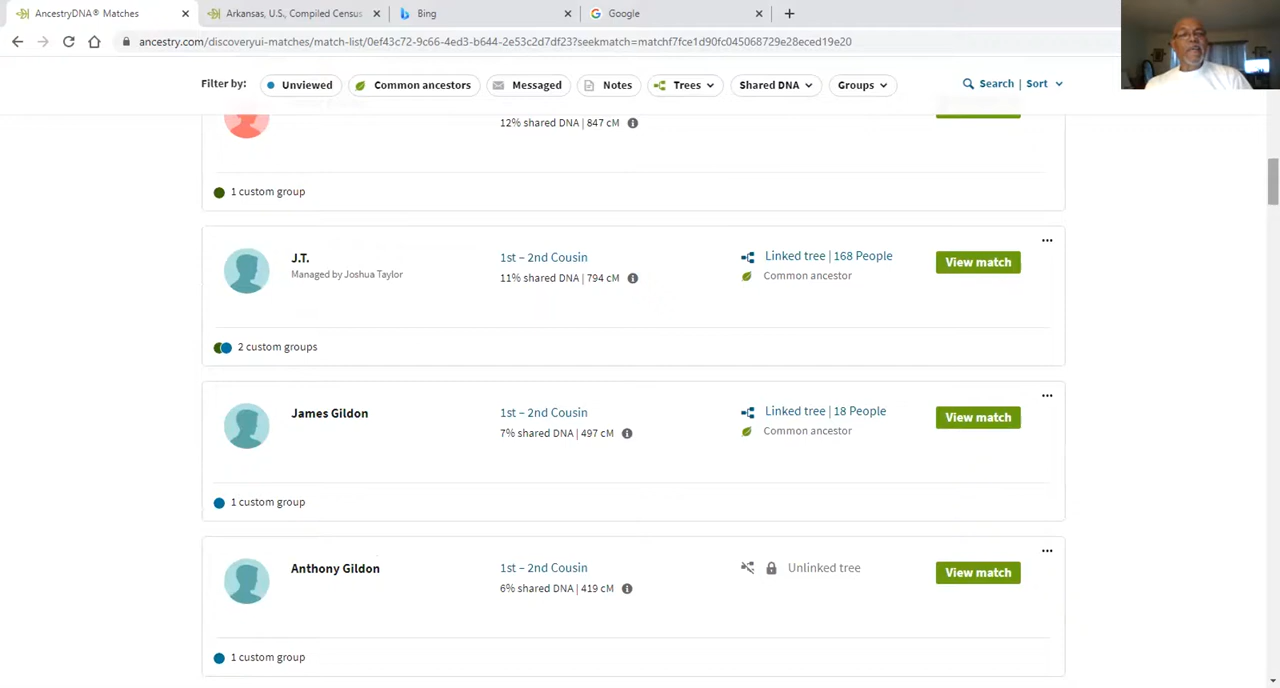 AncestryDNA® Matches
Arkansas, U.S., Compiled Census
Bing
Google
ancestry.com/discoveryui-matches/match-list/0ef43c72-9c66-4ed3-b644-2e53c2d7df23?seekmatch=matchf7fce1d90fc045068729e28eced19e20
Filter by: Unviewed Common ancestors Messaged Notes Trees Shared DNA Groups Search | Sort
12% shared DNA | 847 cM
1 custom group
J.T.
Managed by Joshua Taylor
1st – 2nd Cousin
11% shared DNA | 794 cM
Linked tree | 168 People
Common ancestor
View match
2 custom groups
James Gildon
1st – 2nd Cousin
7% shared DNA | 497 cM
Linked tree | 18 People
Common ancestor
View match
1 custom group
Anthony Gildon
1st – 2nd Cousin
6% shared DNA | 419 cM
Unlinked tree
View match
1 custom group